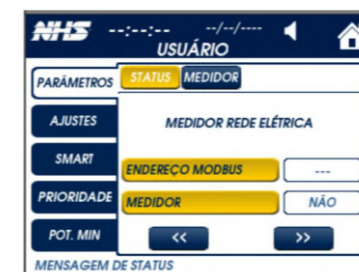 NHS --:--:-- --/--/----
USUÁRIO
PARÂMETROS STATUS MEDIDOR
AJUSTES MEDIDOR REDE ELÉTRICA
SMART
ENDEREÇO MODBUS ---
PRIORIDADE MEDIDOR NÃO
POT. MIN << >>
MENSAGEM DE STATUS